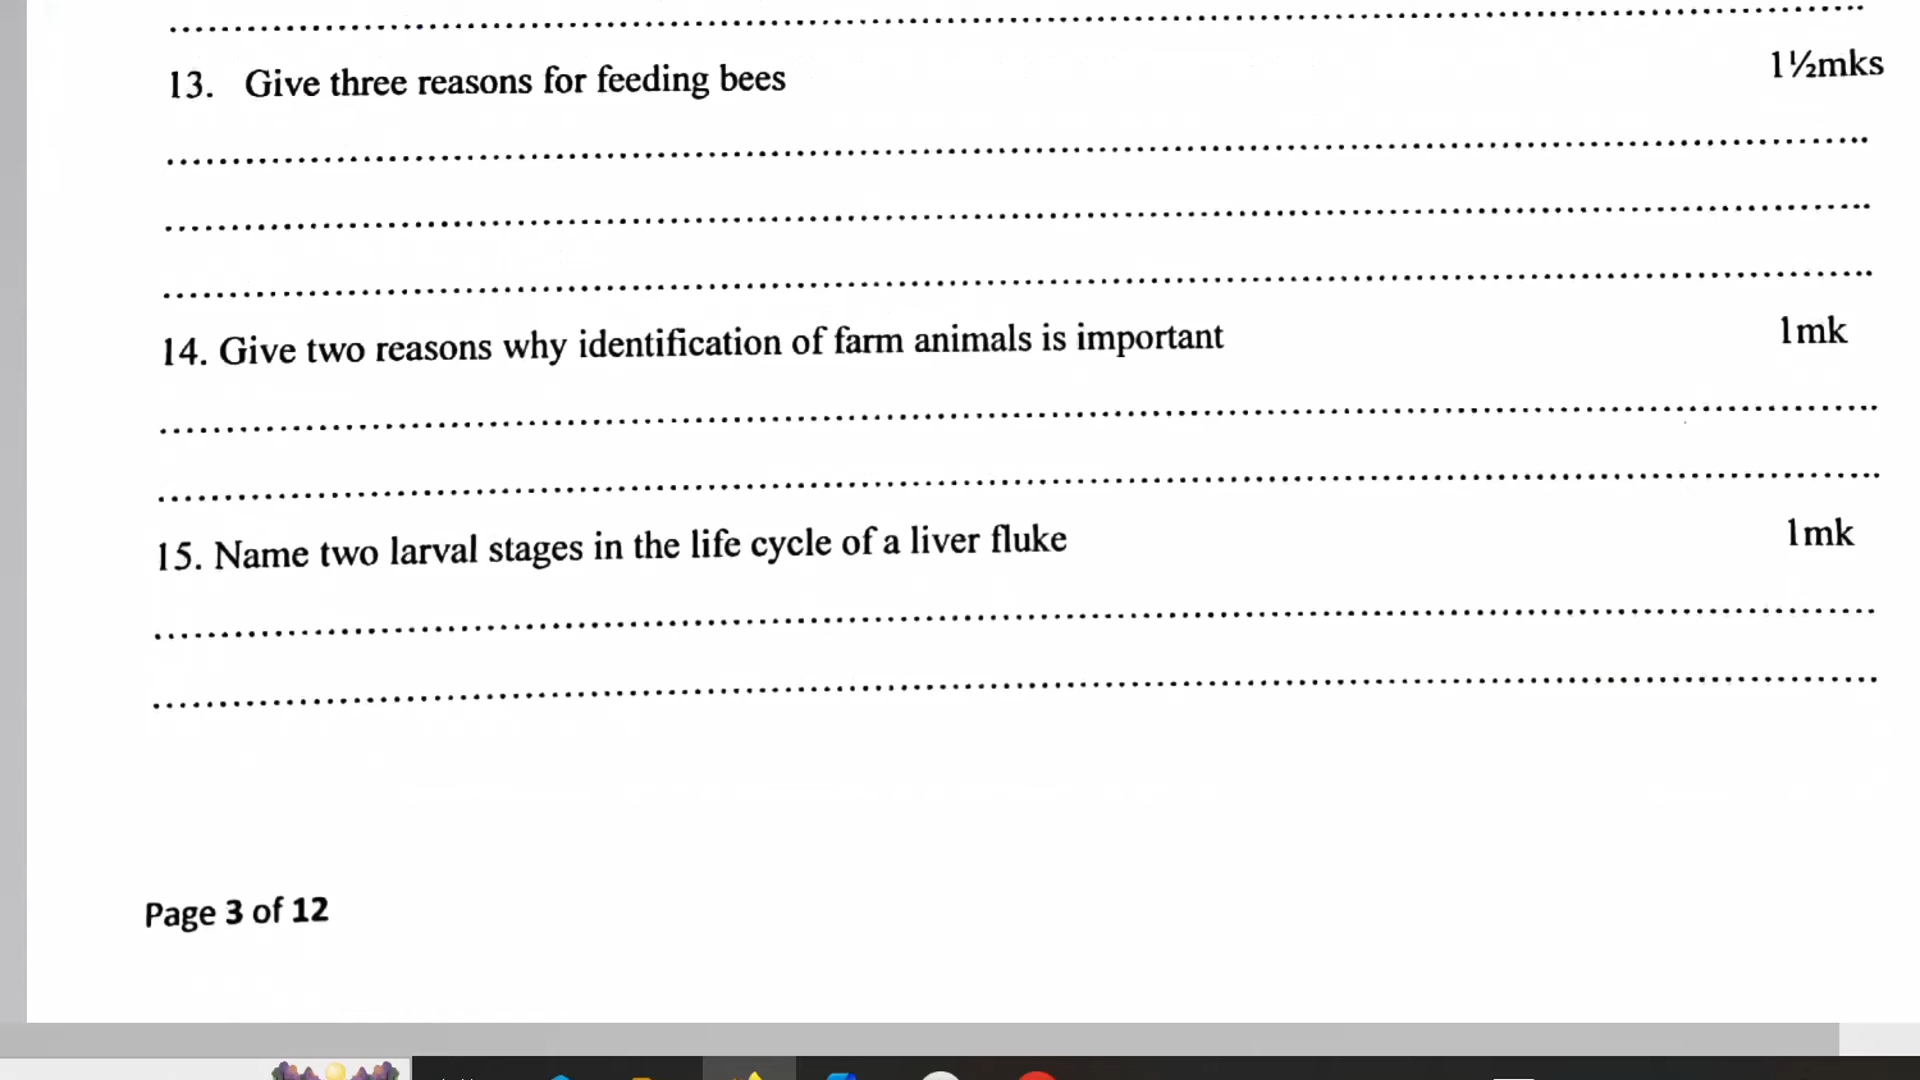 13. Give three reasons for feeding bees 1½mks
14. Give two reasons why identification of farm animals is important 1mk
15. Name two larval stages in the life cycle of a liver fluke 1mk
Page 3 of 12